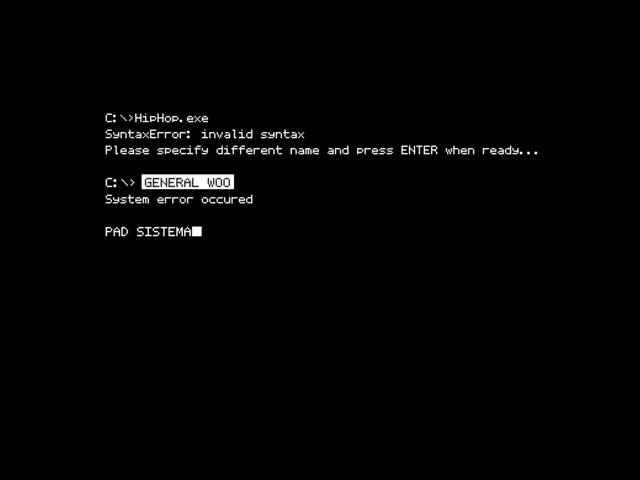 C:\>HipHop.exe
SyntaxError: invalid syntax
Please specify different name and press ENTER when ready...
C:\> GENERAL WOO
System error occured
PAD SISTEMA